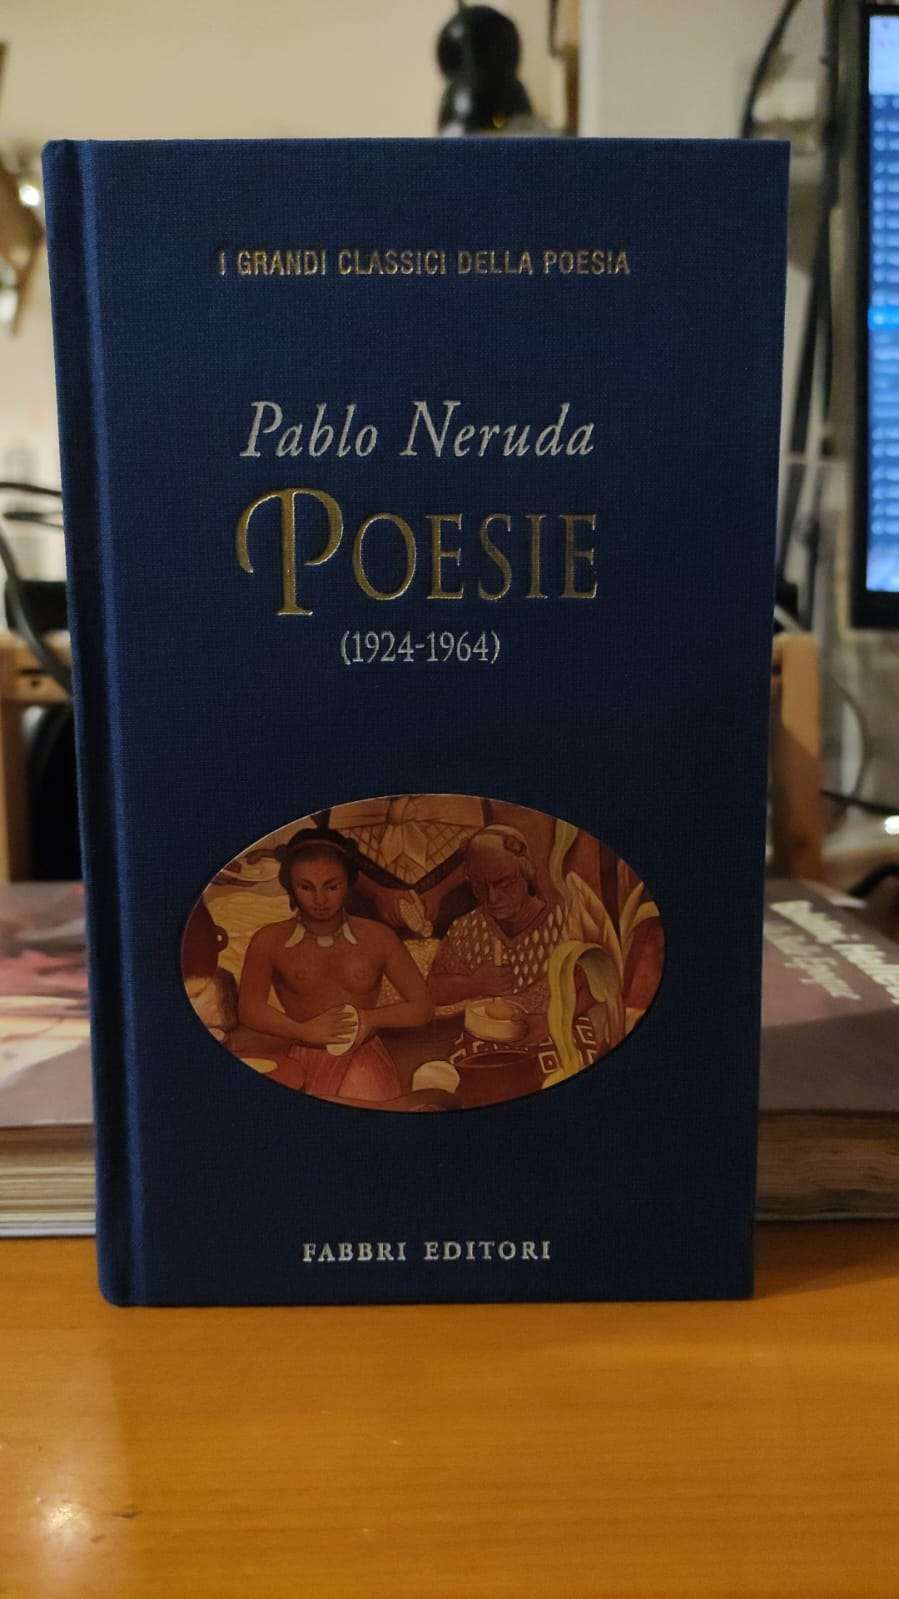 I GRANDI CLASSICI DELLA POESIA
Pablo Neruda
POESIE
(1924-1964)
FABBRI EDITORI